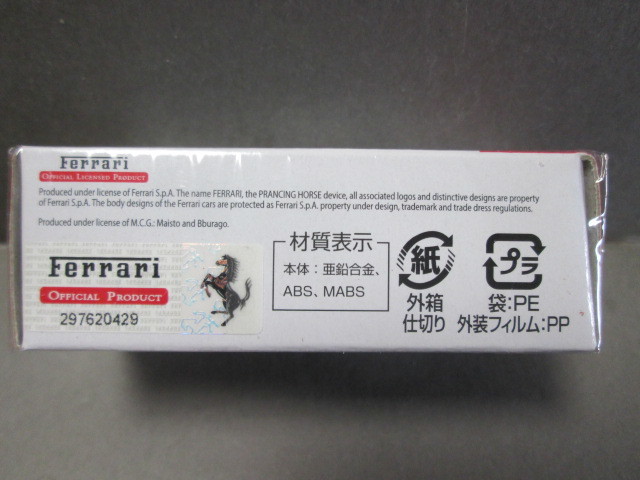 Ferrari
OFFICIAL LICENSED PRODUCT
Produced under license of Ferrari S.p.A. The name FERRARI, the PRANCING HORSE device, all associated logos and distinctive designs are property
of Ferrari S.p.A. The body designs of the Ferrari cars are protected as Ferrari S.p.A. property under design, trademark and trade dress regulations.
Produced under license of M.C.G.: Maisto and Bburago.
Ferrari
OFFICIAL PRODUCT
297620429
材質表示
本体：亜鉛合金、
ABS、MABS
紙
外箱
仕切り
プラ
袋：PE
外装フィルム：PP